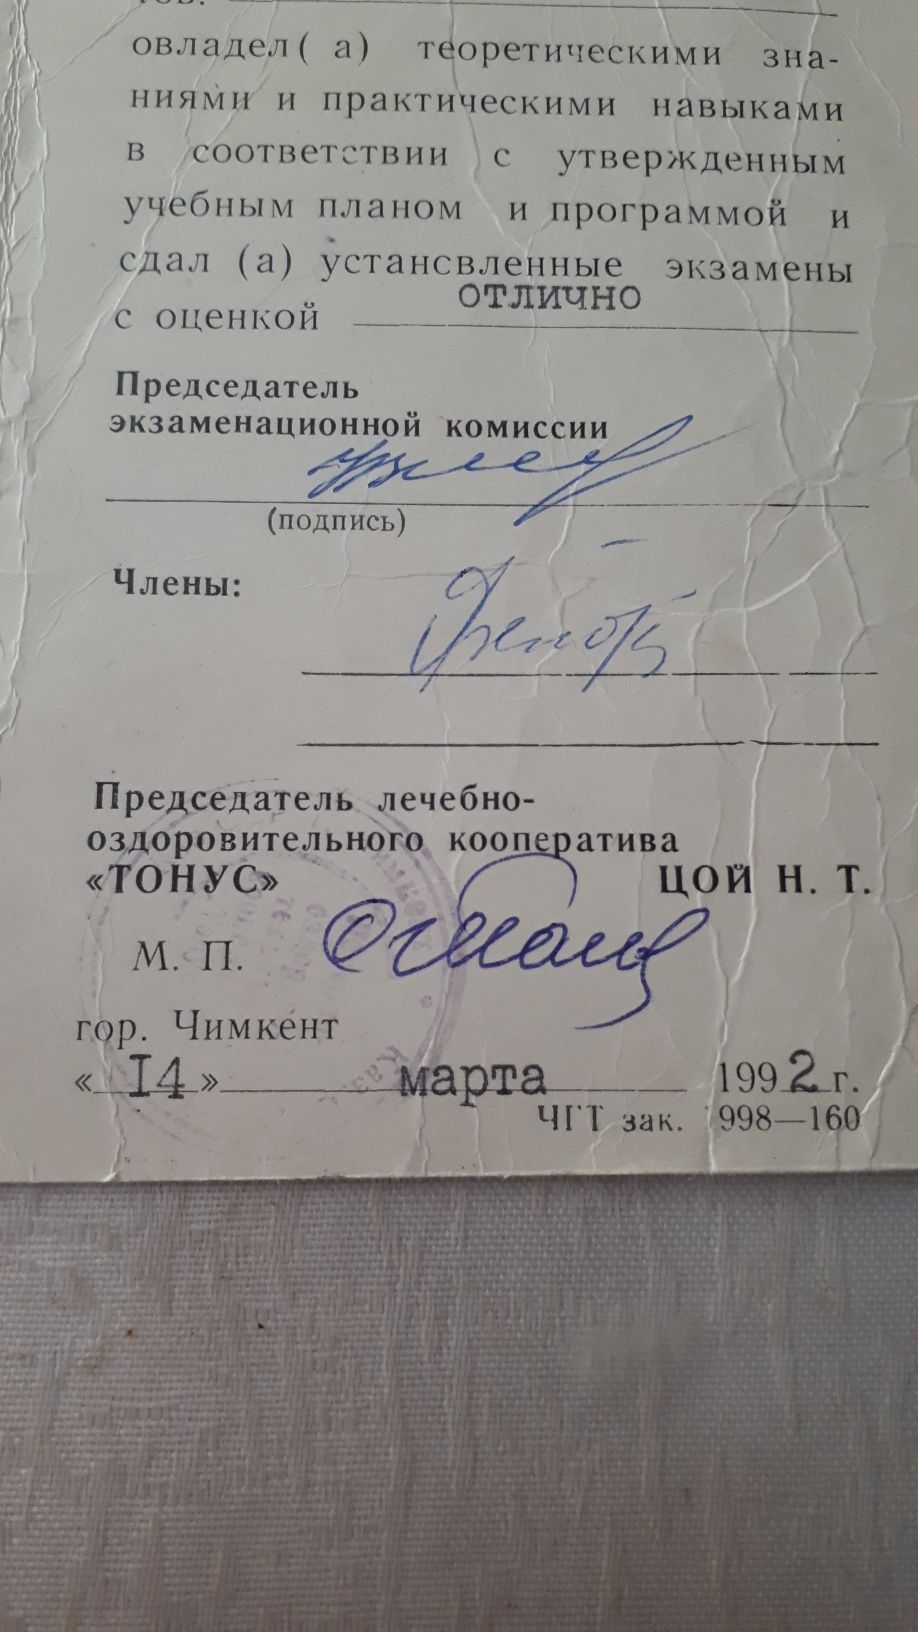 овладел ( а) теоретическими зна-
ниями и практическими навыками
в соответствии с утвержденным
учебным планом и программой и
сдал (а) устансвленные экзамены
отлично
с оценкой
Председатель
экзаменационной комиссии
(подпись)
Члены:
Председатель лечебно-
оздоровительного кооператива
«ТОНУС» ЦОЙ Н. Т.
М. П.
гор. Чимкент
« I4 » марта 1992 г.
ЧГТ зак. 1998—160